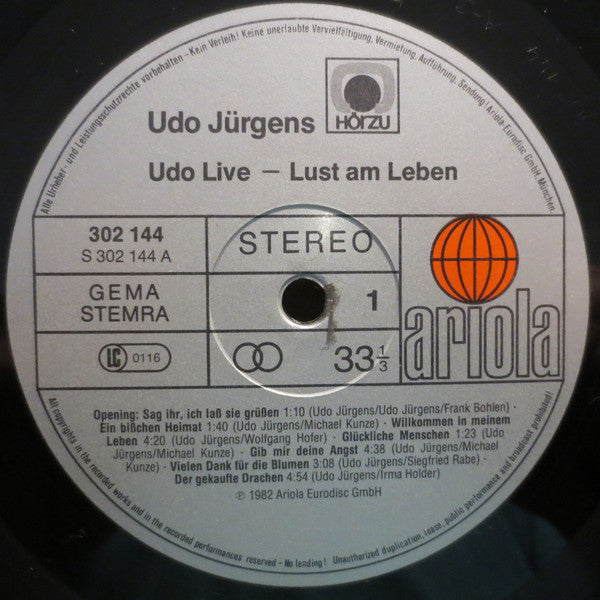 Alle Urheber- und Leistungsschutzrechte vorbehalten - Kein Verleih! Keine unerlaubte Vervielfältigung, Vermietung, Aufführung, Sendung! Ariola-Eurodisc GmbH, München.
HÖRZU
Udo Jürgens
Udo Live – Lust am Leben
302 144
S 302 144 A
STEREO
GEMA
STEMRA
1
LC 0116
33 1/3
ariola
Opening: Sag ihr, ich laß sie grüßen 1:10 (Udo Jürgens/Udo Jürgens/Frank Bohlen) ·
Ein bißchen Heimat 1:40 (Udo Jürgens/Michael Kunze) · Willkommen in meinem
Leben 4:20 (Udo Jürgens/Wolfgang Hofer) · Glückliche Menschen 1:23 (Udo
Jürgens/Michael Kunze) · Gib mir deine Angst 4:38 (Udo Jürgens/Michael
Kunze) · Vielen Dank für die Blumen 3:08 (Udo Jürgens/Siegfried Rabe) ·
Der gekaufte Drachen 4:54 (Udo Jürgens/Irma Holder)
℗ 1982 Ariola Eurodisc GmbH
All copyrights in the recorded works and in the recorded performances reserved - No lending! Unauthorized duplication, lease, public performance and broadcast prohibited!